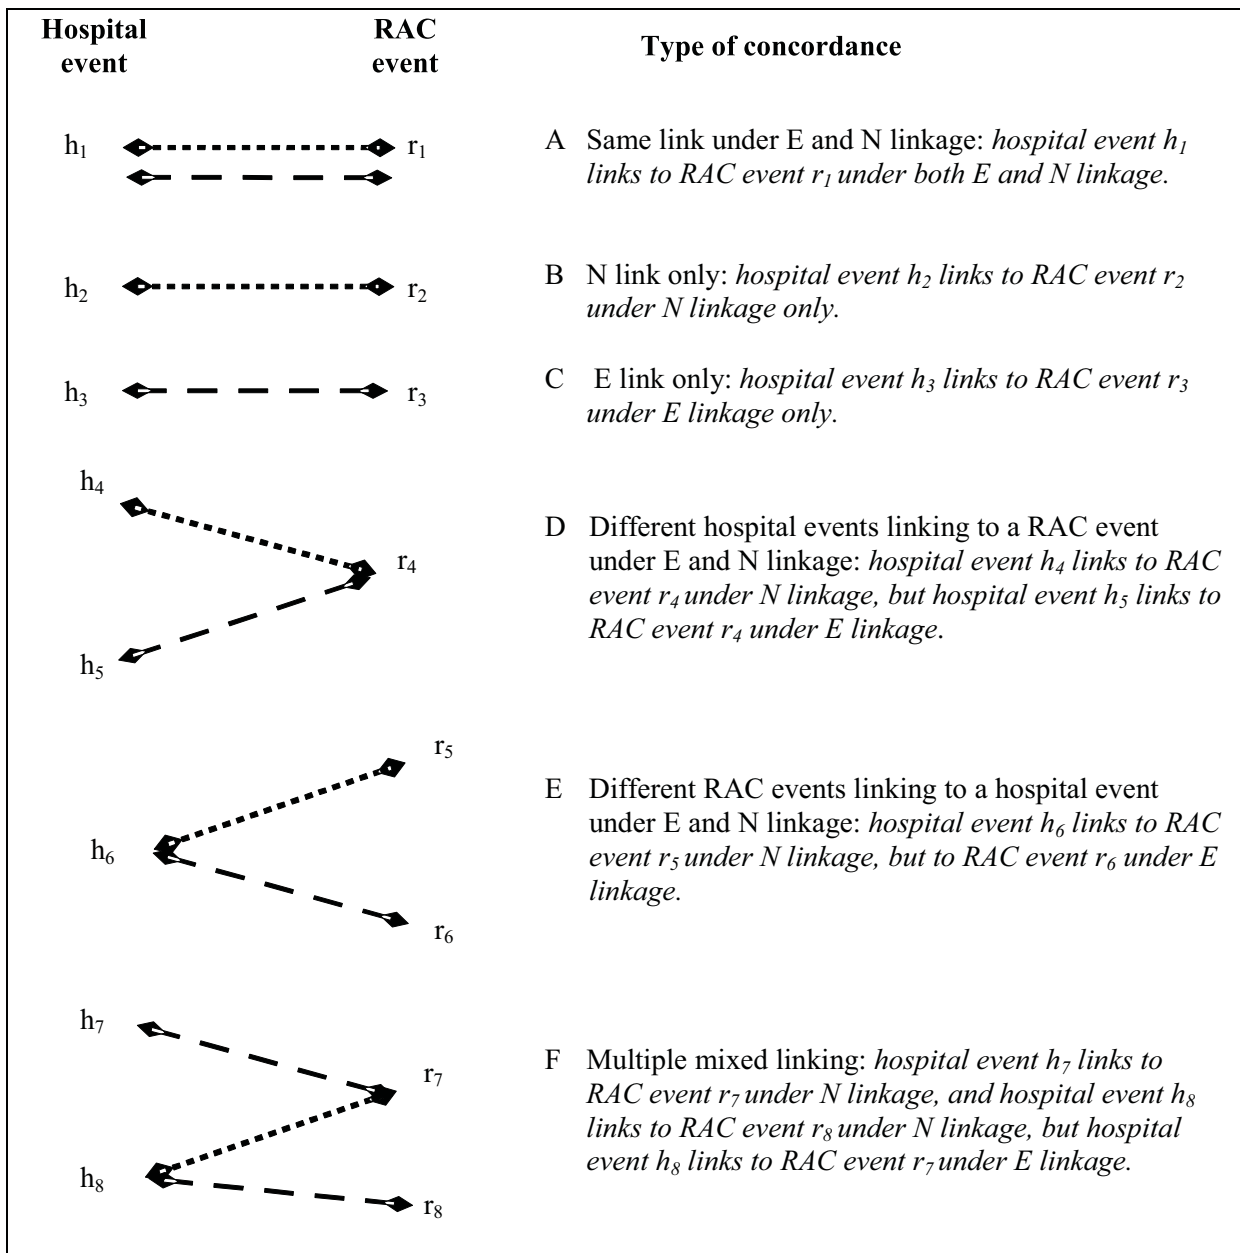 Hospital event
RAC event
Type of concordance
h1
r1
A Same link under E and N linkage: hospital event h1
links to RAC event r1 under both E and N linkage.
h2
r2
B N link only: hospital event h2 links to RAC event r2
under N linkage only.
h3
r3
C E link only: hospital event h3 links to RAC event r3
under E linkage only.
h4
r4
h5
D Different hospital events linking to a RAC event
under E and N linkage: hospital event h4 links to RAC
event r4 under N linkage, but hospital event h5 links to
RAC event r4 under E linkage.
r5
h6
r6
E Different RAC events linking to a hospital event
under E and N linkage: hospital event h6 links to RAC
event r5 under N linkage, but to RAC event r6 under E
linkage.
h7
r7
h8
r8
F Multiple mixed linking: hospital event h7 links to
RAC event r7 under N linkage, and hospital event h8
links to RAC event r8 under N linkage, but hospital
event h8 links to RAC event r7 under E linkage.